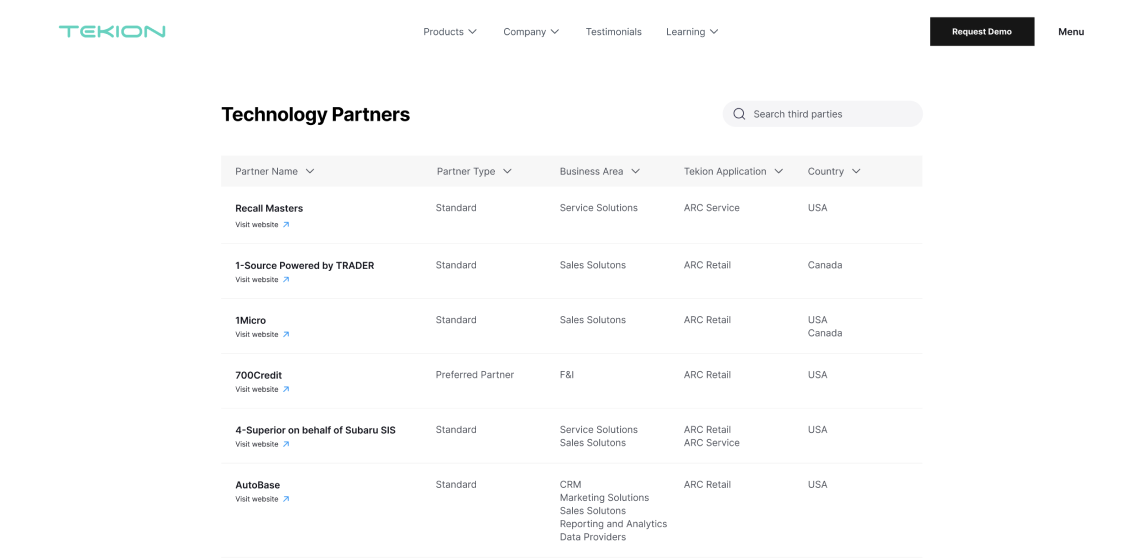 TEKION
Products
Company
Testimonials
Learning
Request Demo
Menu
Technology Partners
Search third parties
Partner Name
Partner Type
Business Area
Tekion Application
Country
Recall Masters
Visit website
Standard
Service Solutions
ARC Service
USA
1-Source Powered by TRADER
Visit website
Standard
Sales Solutons
ARC Retail
Canada
1Micro
Visit website
Standard
Sales Solutons
ARC Retail
USA
Canada
700Credit
Visit website
Preferred Partner
F&I
ARC Retail
USA
4-Superior on behalf of Subaru SIS
Visit website
Standard
Service Solutions
Sales Solutons
ARC Retail
ARC Service
USA
AutoBase
Visit website
Standard
CRM
Marketing Solutions
Sales Solutons
Reporting and Analytics
Data Providers
ARC Retail
USA